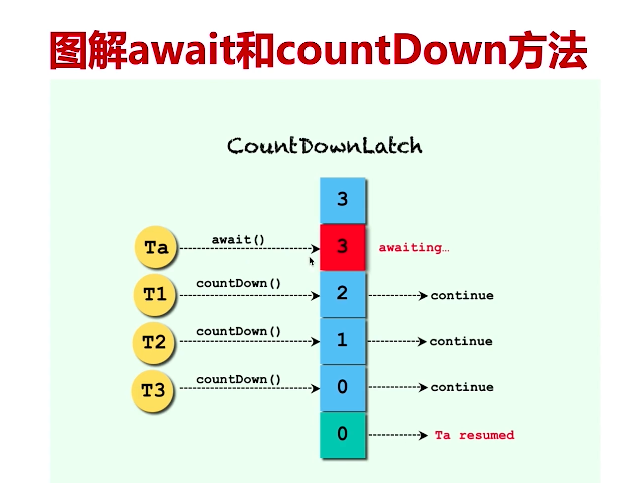 图解await和countDown方法
CountDownLatch
3
Ta await() 3 awaiting…
T1 countDown() 2 continue
T2 countDown() 1 continue
T3 countDown() 0 continue
0 Ta resumed